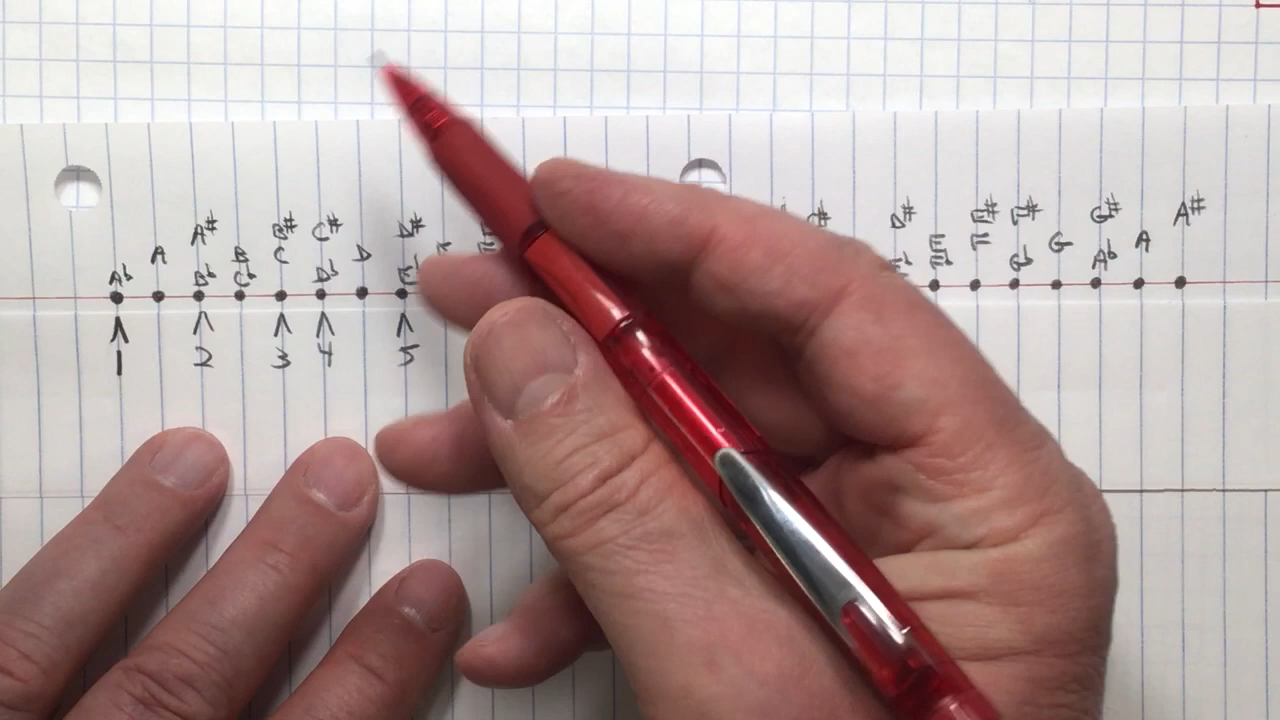 A# B# C# D# D# E# F# G# A#
A♭ A B♭ B C♭ C D♭ D E E♭ F G♭ G A♭ A
1 2 3 4 5